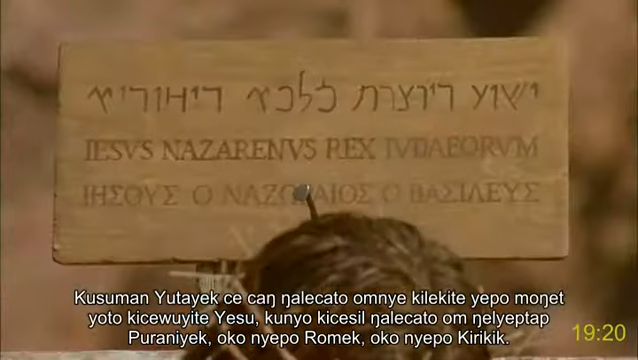 ישוע
IESVS NAZARENVS REX IVDAEORVM
ΙΗΣΟΥΣ Ο Ο ΒΑΣΙΛΕΥΣ
Kusuman Yutayek ce caŋ ŋalecato omnye kilekite yepo moŋet
yoto kicewuyite Yesu, kunyo kicesil ŋalecato om ŋelyeptap
Puraniyek, oko nyepo Romek, oko nyepo Kirikik.
19:20